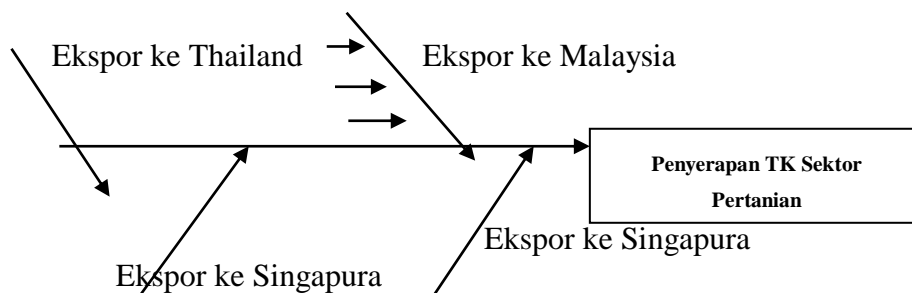 Ekspor ke Thailand
Ekspor ke Malaysia
Penyerapan TK Sektor
Pertanian
Ekspor ke Singapura
Ekspor ke Singapura